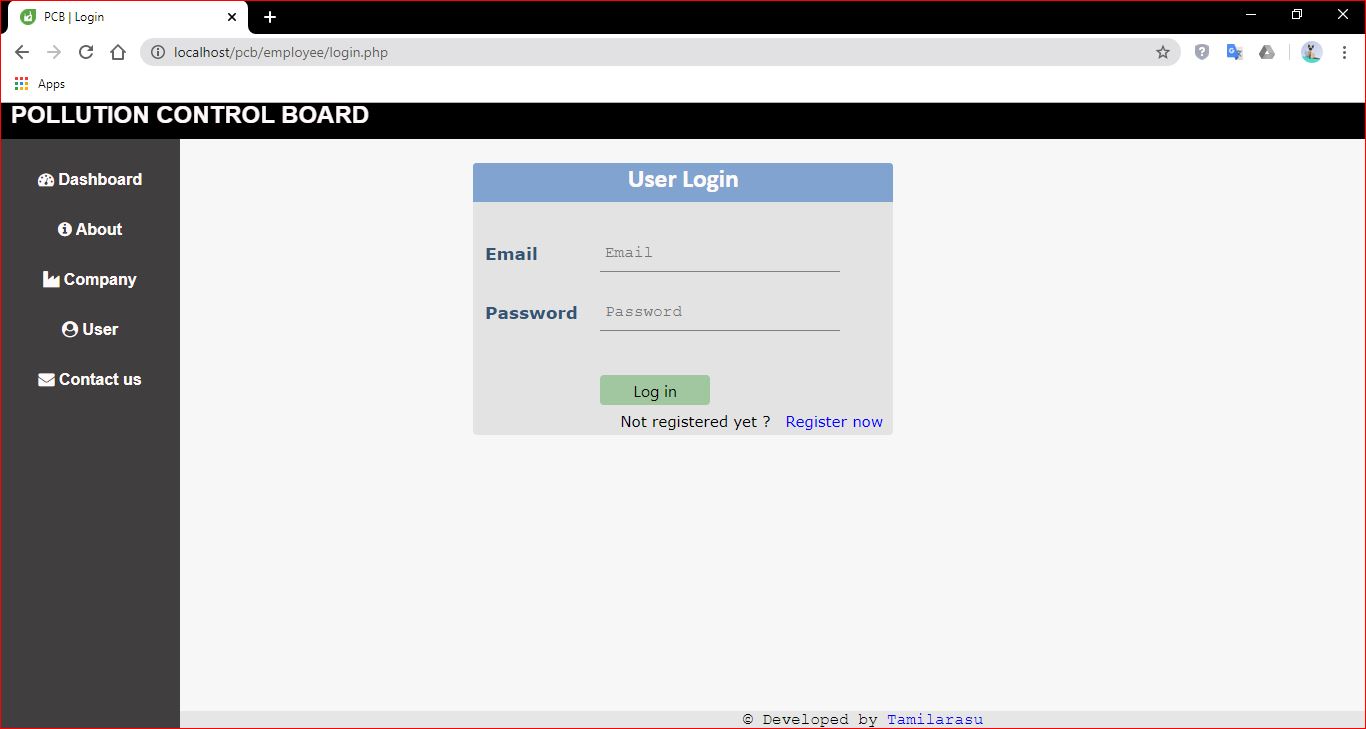 PCB | Login
localhost/pcb/employee/login.php
Apps
POLLUTION CONTROL BOARD
Dashboard
About
Company
User
Contact us
User Login
Email Email
Password Password
Log in
Not registered yet ? Register now
© Developed by Tamilarasu